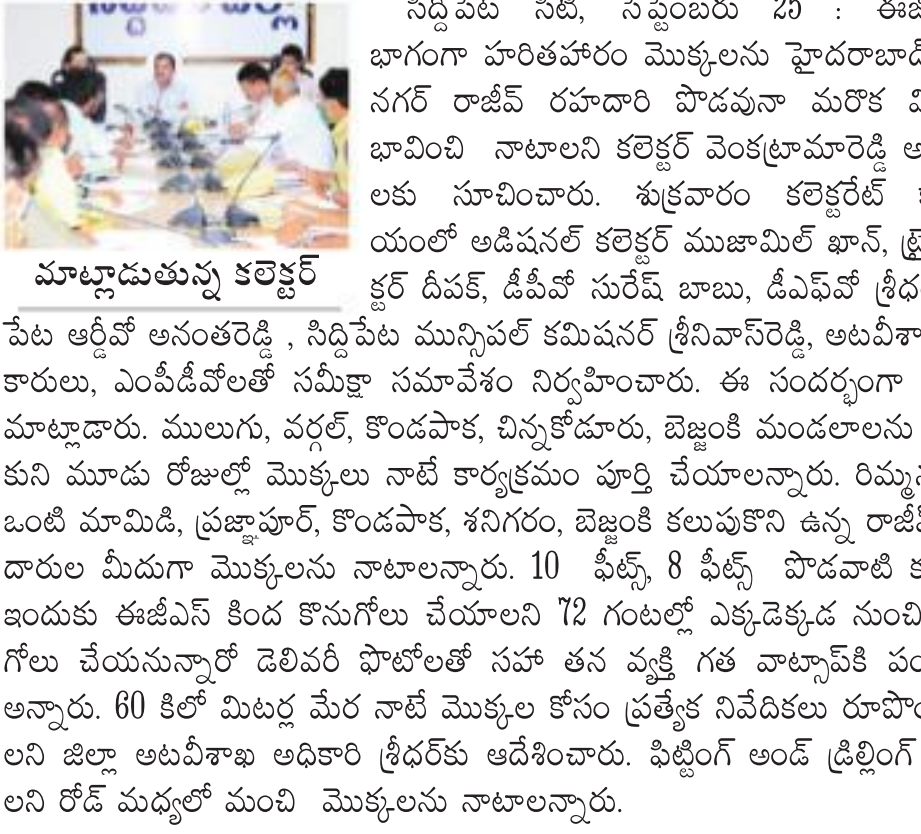 సిద్దిపేట సిటీ, సెప్టెంబరు 25 :
భాగంగా హరితహారం మొక్కలను హైదరాబాద్
నగర్ రాజీవ్ రహదారి పొడవునా మరొక
భావించి నాటాలని కలెక్టర్ వెంకట్రామారెడ్డి
లకు సూచించారు. శుక్రవారం కలెక్టరేట్
యంలో అడిషనల్ కలెక్టర్ ముజామిల్ ఖాన్,
క్టర్ దీపక్, డీపీవో సురేష్ బాబు, డీఎఫ్‌వో
మాట్లాడుతున్న కలెక్టర్
పేట ఆర్డీవో అనంతరెడ్డి , సిద్దిపేట మున్సిపల్ కమిషనర్ శ్రీనివాస్‌రెడ్డి,
కారులు, ఎంపీడీవోలతో సమీక్షా సమావేశం నిర్వహించారు. ఈ సందర్భంగా
మాట్లాడారు. ములుగు, వర్గల్, కొండపాక, చిన్నకోడూరు, బెజ్జంకి మండలాలను
కుని మూడు రోజుల్లో మొక్కలు నాటే కార్యక్రమం పూర్తి చేయాలన్నారు.
ఒంటి మామిడి, ప్రజ్ఞాపూర్, కొండపాక, శనిగరం, బెజ్జంకి కలుపుకొని ఉన్న
దారుల మీదుగా మొక్కలను నాటాలన్నారు. 10 ఫీట్స్, 8 ఫీట్స్ పొడవాటి
ఇందుకు ఈజీఎస్ కింద కొనుగోలు చేయాలని 72 గంటల్లో ఎక్కడెక్కడ నుంచి
గోలు చేయనున్నారో డెలివరీ ఫొటోలతో సహా తన వ్యక్తి గత వాట్సాప్‌కి
అన్నారు. 60 కిలో మిటర్ల మేర నాటే మొక్కల కోసం ప్రత్యేక నివేదికలు
లని జిల్లా అటవీశాఖ అధికారి శ్రీధర్‌కు ఆదేశించారు. ఫిట్టింగ్ అండ్ డ్రిల్లింగ్
లని రోడ్ మధ్యలో మంచి మొక్కలను నాటాలన్నారు.